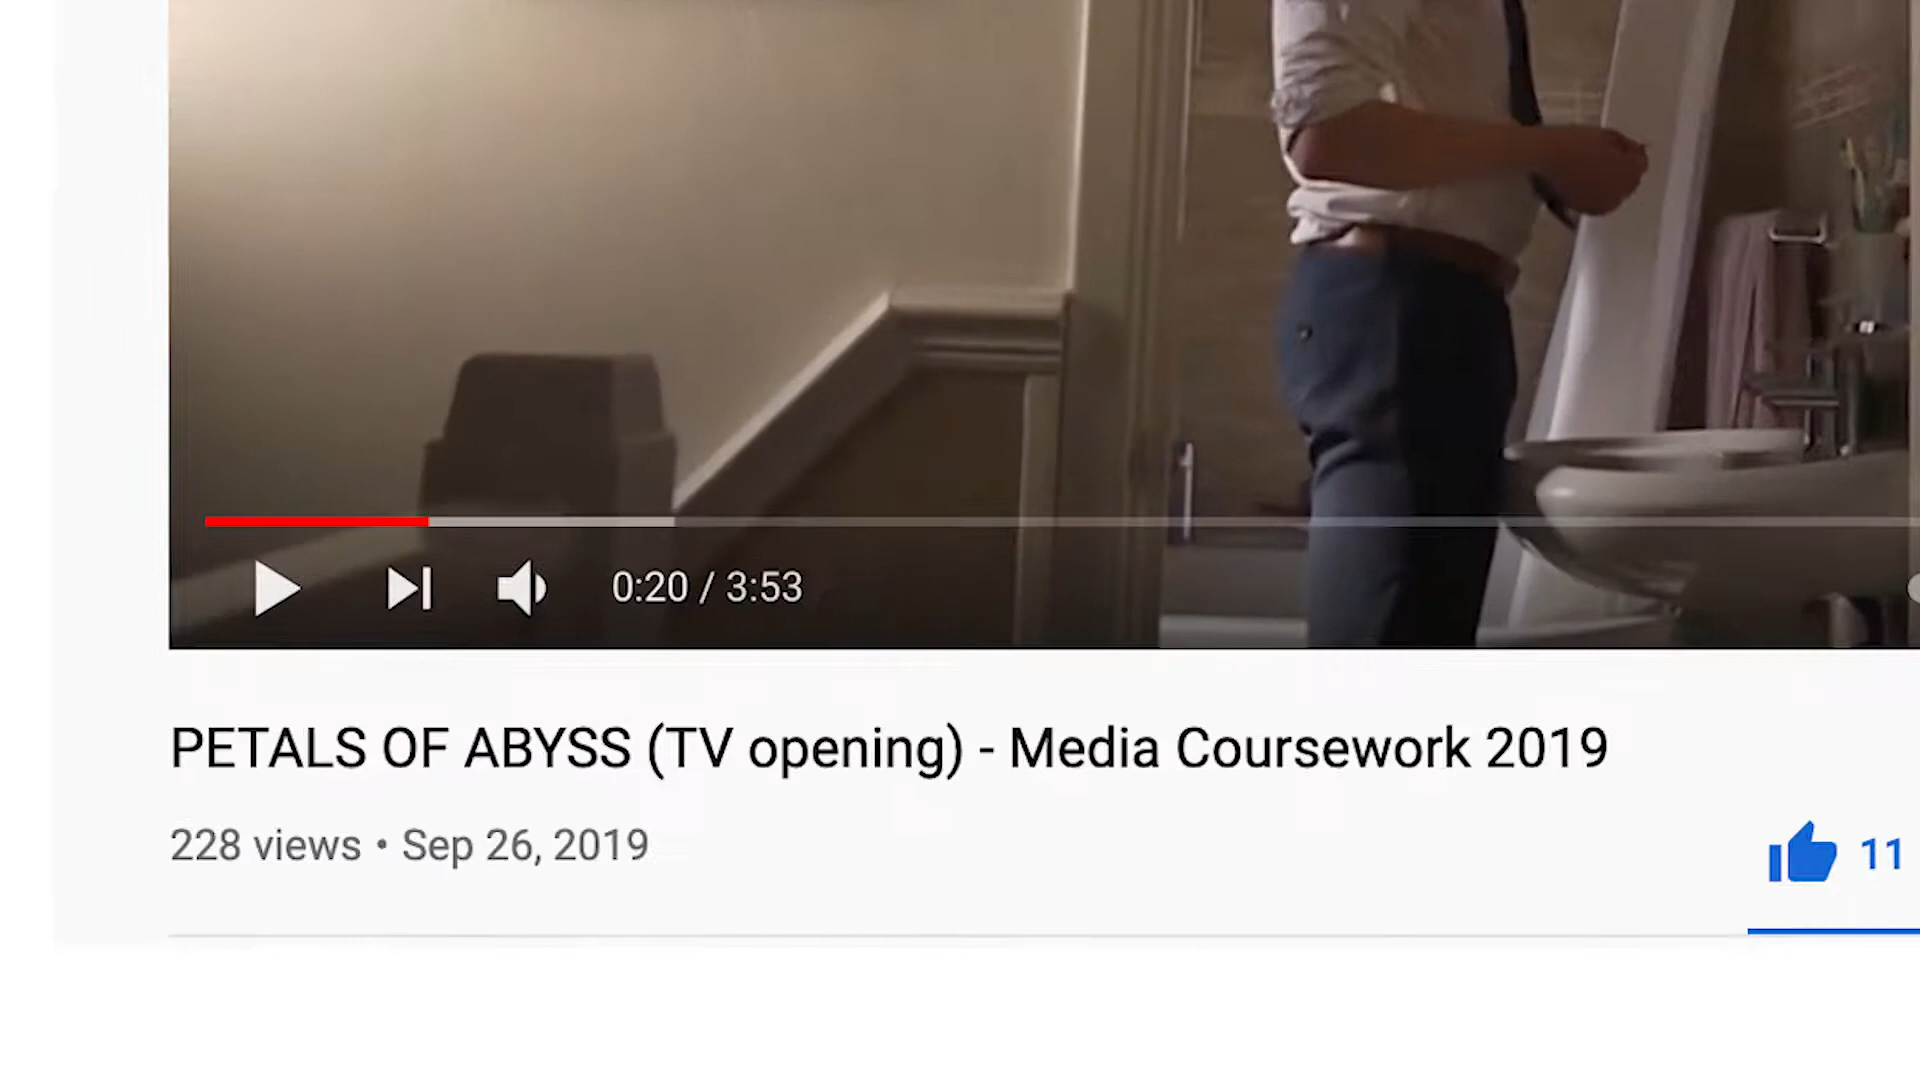 0:20 / 3:53
PETALS OF ABYSS (TV opening) - Media Coursework 2019
228 views • Sep 26, 2019
11